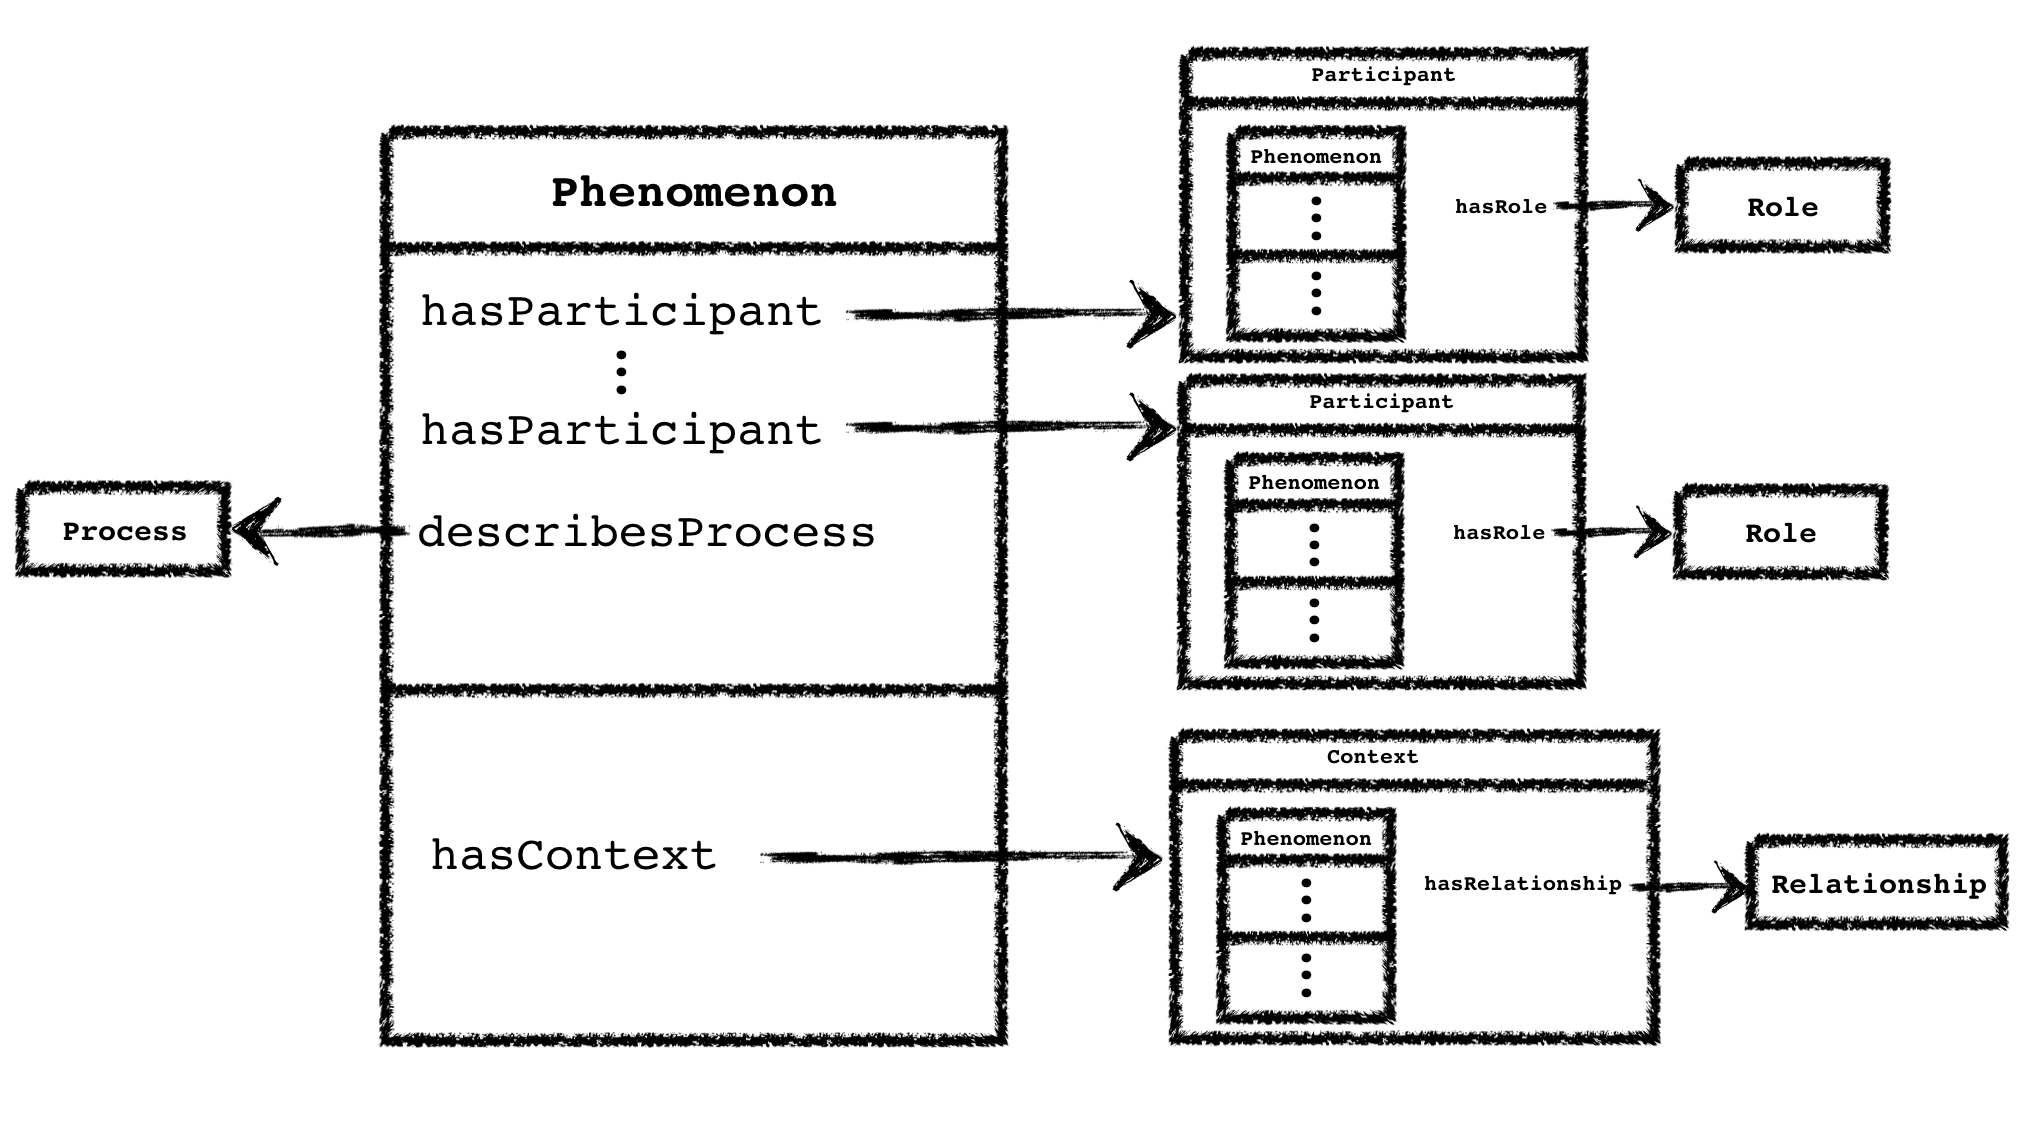 Phenomenon
hasParticipant
hasParticipant
describesProcess
hasContext
Process
Participant
Phenomenon
hasRole
Role
Participant
Phenomenon
hasRole
Role
Context
Phenomenon
hasRelationship
Relationship